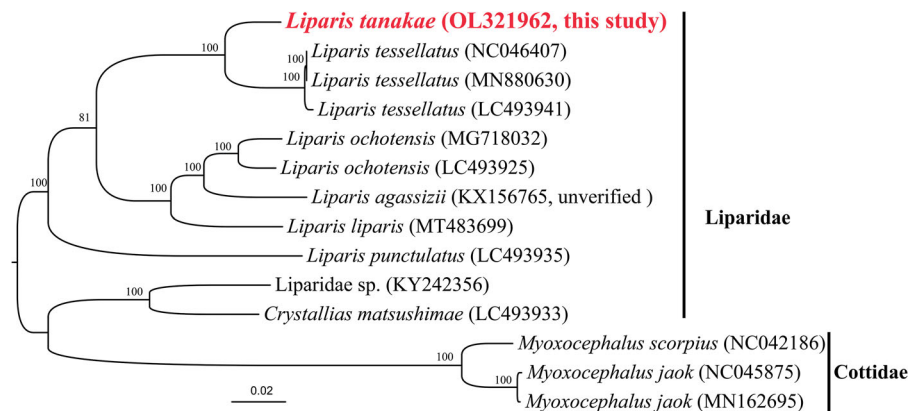 Liparis tanakae (OL321962, this study)
100
Liparis tessellatus (NC046407)
100
Liparis tessellatus (MN880630)
100
Liparis tessellatus (LC493941)
81
Liparis ochotensis (MG718032)
100
Liparis ochotensis (LC493925)
100
100
Liparis agassizii (KX156765, unverified )
100
Liparis liparis (MT483699)
Liparidae
Liparis punctulatus (LC493935)
Liparidae sp. (KY242356)
100
Crystallias matsushimae (LC493933)
Myoxocephalus scorpius (NC042186)
100
Myoxocephalus jaok (NC045875)
Cottidae
100
Myoxocephalus jaok (MN162695)
0.02